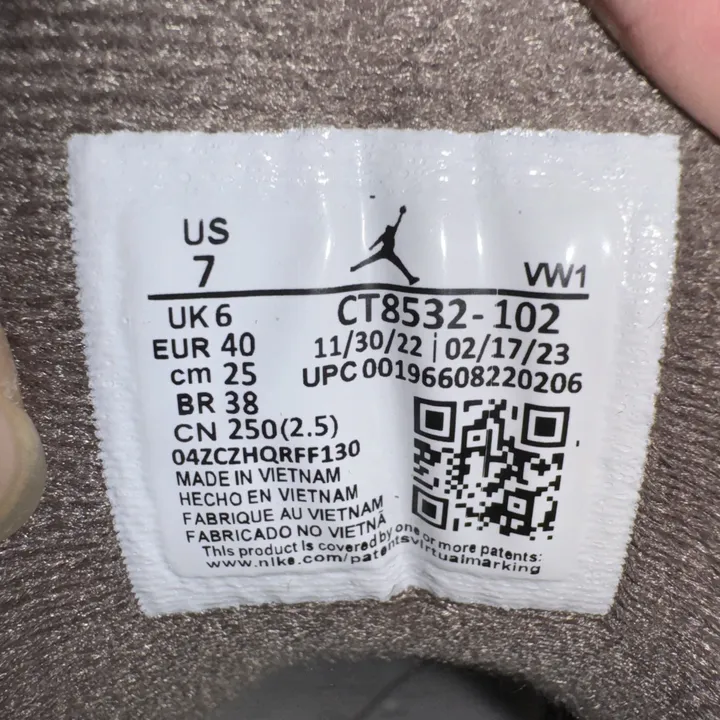 US
7
VW1
UK 6
CT8532-102
EUR 40
11/30/22 | 02/17/23
cm 25
UPC 00196608220206
BR 38
CN 250(2.5)
04ZCZHQRFF130
MADE IN VIETNAM
HECHO EN VIETNAM
FABRIQUE AU VIETNAM
FABRICADO NO VIETNÃ
This product is covered by one or more patents:
www.nike.com/patentsvirtualmarking